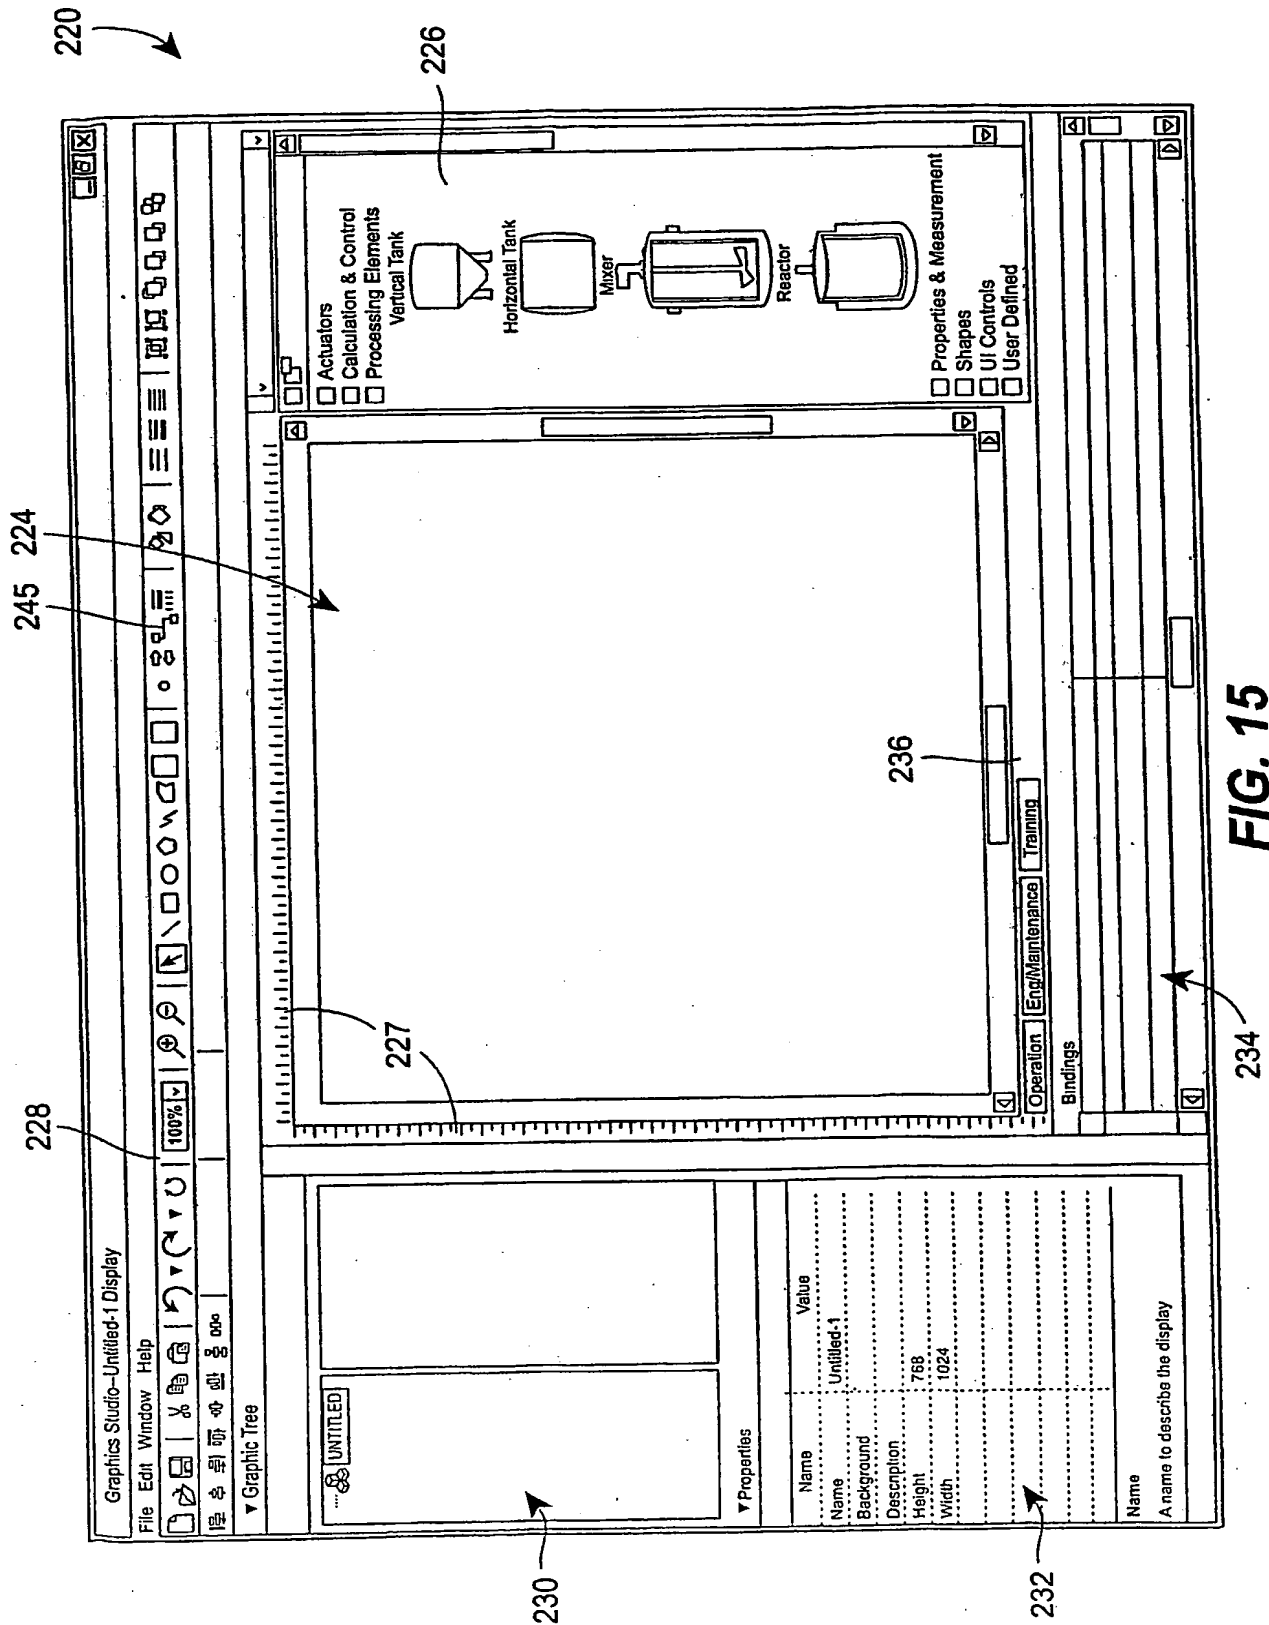 220
Graphics Studio–Untitled-1 Display
File Edit Window Help
228
100%
245
224
226
▾ Graphic Tree
UNTITLED
230
227
Actuators
Calculation & Control
Processing Elements
Vertical Tank
Horizontal Tank
Mixer
Reactor
Properties & Measurement
Shapes
UI Controls
User Defined
▾ Properties
Name Value
Name Untitled-1
Background
Description
Height 768
Width 1024
232
Name
A name to describe the display
236
Operation Eng/Maintenance Training
Bindings
234
FIG. 15